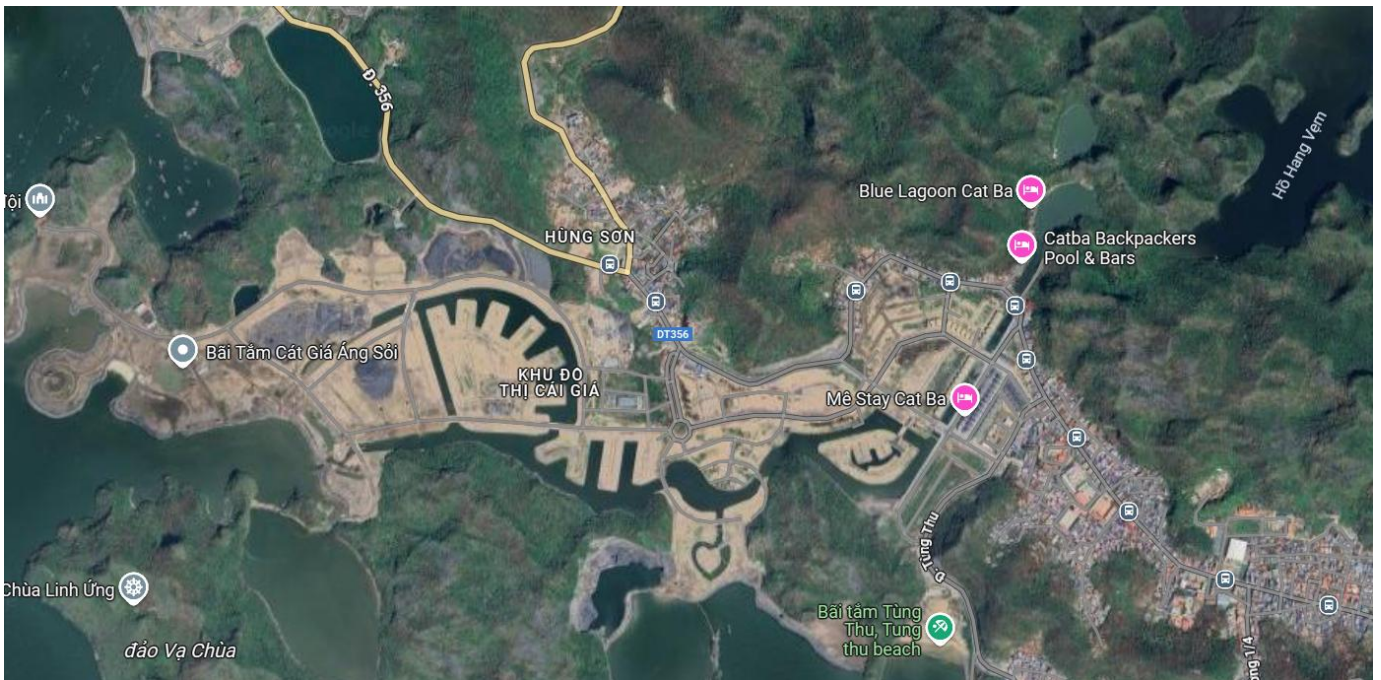 Đ. 356
Hồ Hang Vẹm
Blue Lagoon Cat Ba
HÙNG SƠN
Catba Backpackers
Pool & Bars
DT356
Bãi Tắm Cát Giá Áng Sỏi
KHU ĐÔ
THỊ CÁI GIÁ
Mê Stay Cat Ba
Đ. Tùng Thu
Chùa Linh Ứng
Bãi tắm Tùng
Thu, Tung
thu beach
đảo Vạ Chùa